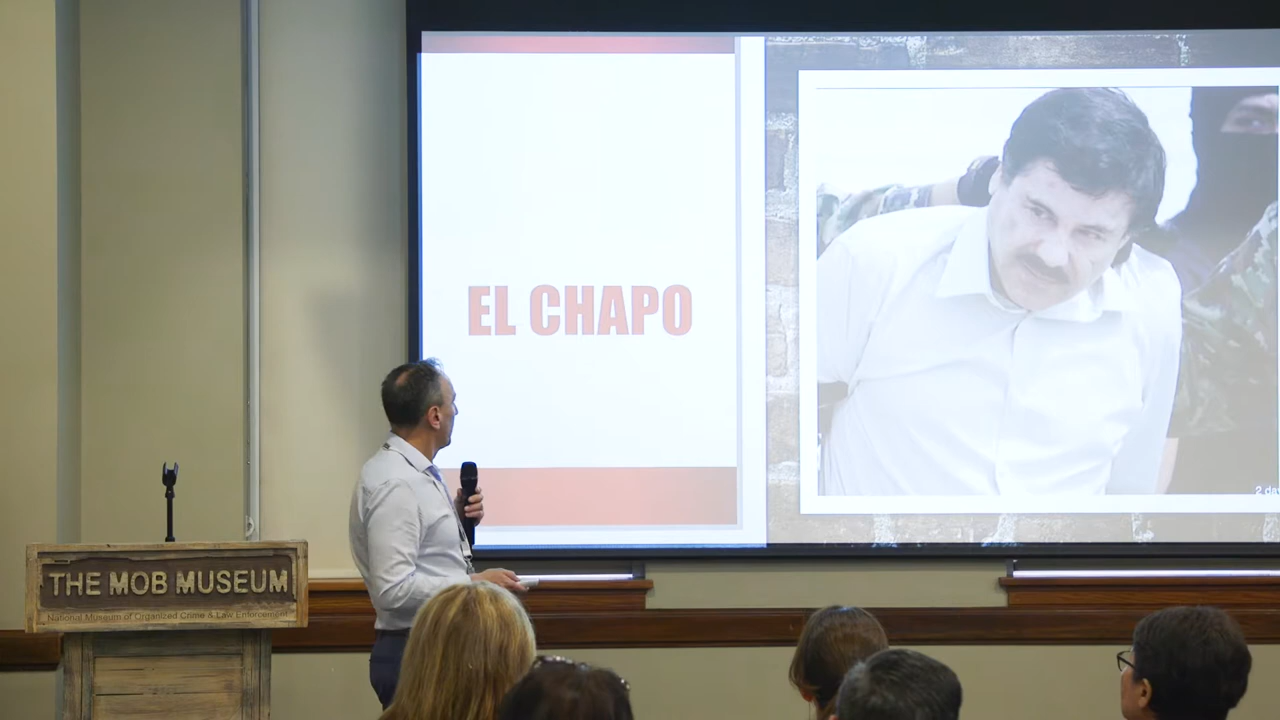 EL CHAPO
THE MOB MUSEUM
National Museum of Organized Crime & Law Enforcement